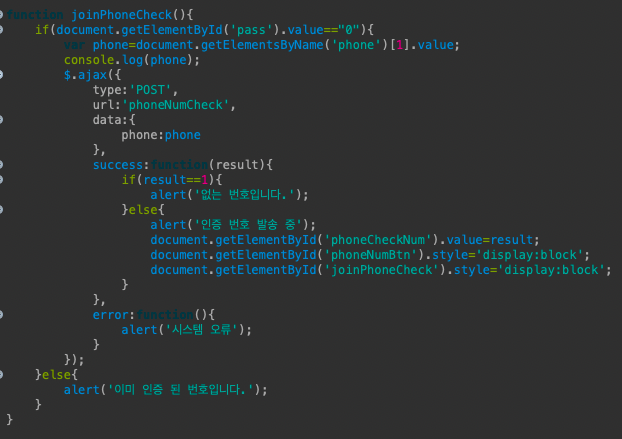 function joinPhoneCheck(){
    if(document.getElementById('pass').value=="0"){
        var phone=document.getElementsByName('phone')[1].value;
        console.log(phone);
        $.ajax({
            type:'POST',
            url:'phoneNumCheck',
            data:{
                phone:phone
            },
            success:function(result){
                if(result==1){
                    alert('없는 번호입니다.');
                }else{
                    alert('인증 번호 발송 중');
                    document.getElementById('phoneCheckNum').value=result;
                    document.getElementById('phoneNumBtn').style='display:block';
                    document.getElementById('joinPhoneCheck').style='display:block';
                }
            },
            error:function(){
                alert('시스템 오류');
            }
        });
    }else{
        alert('이미 인증 된 번호입니다.');
    }
}